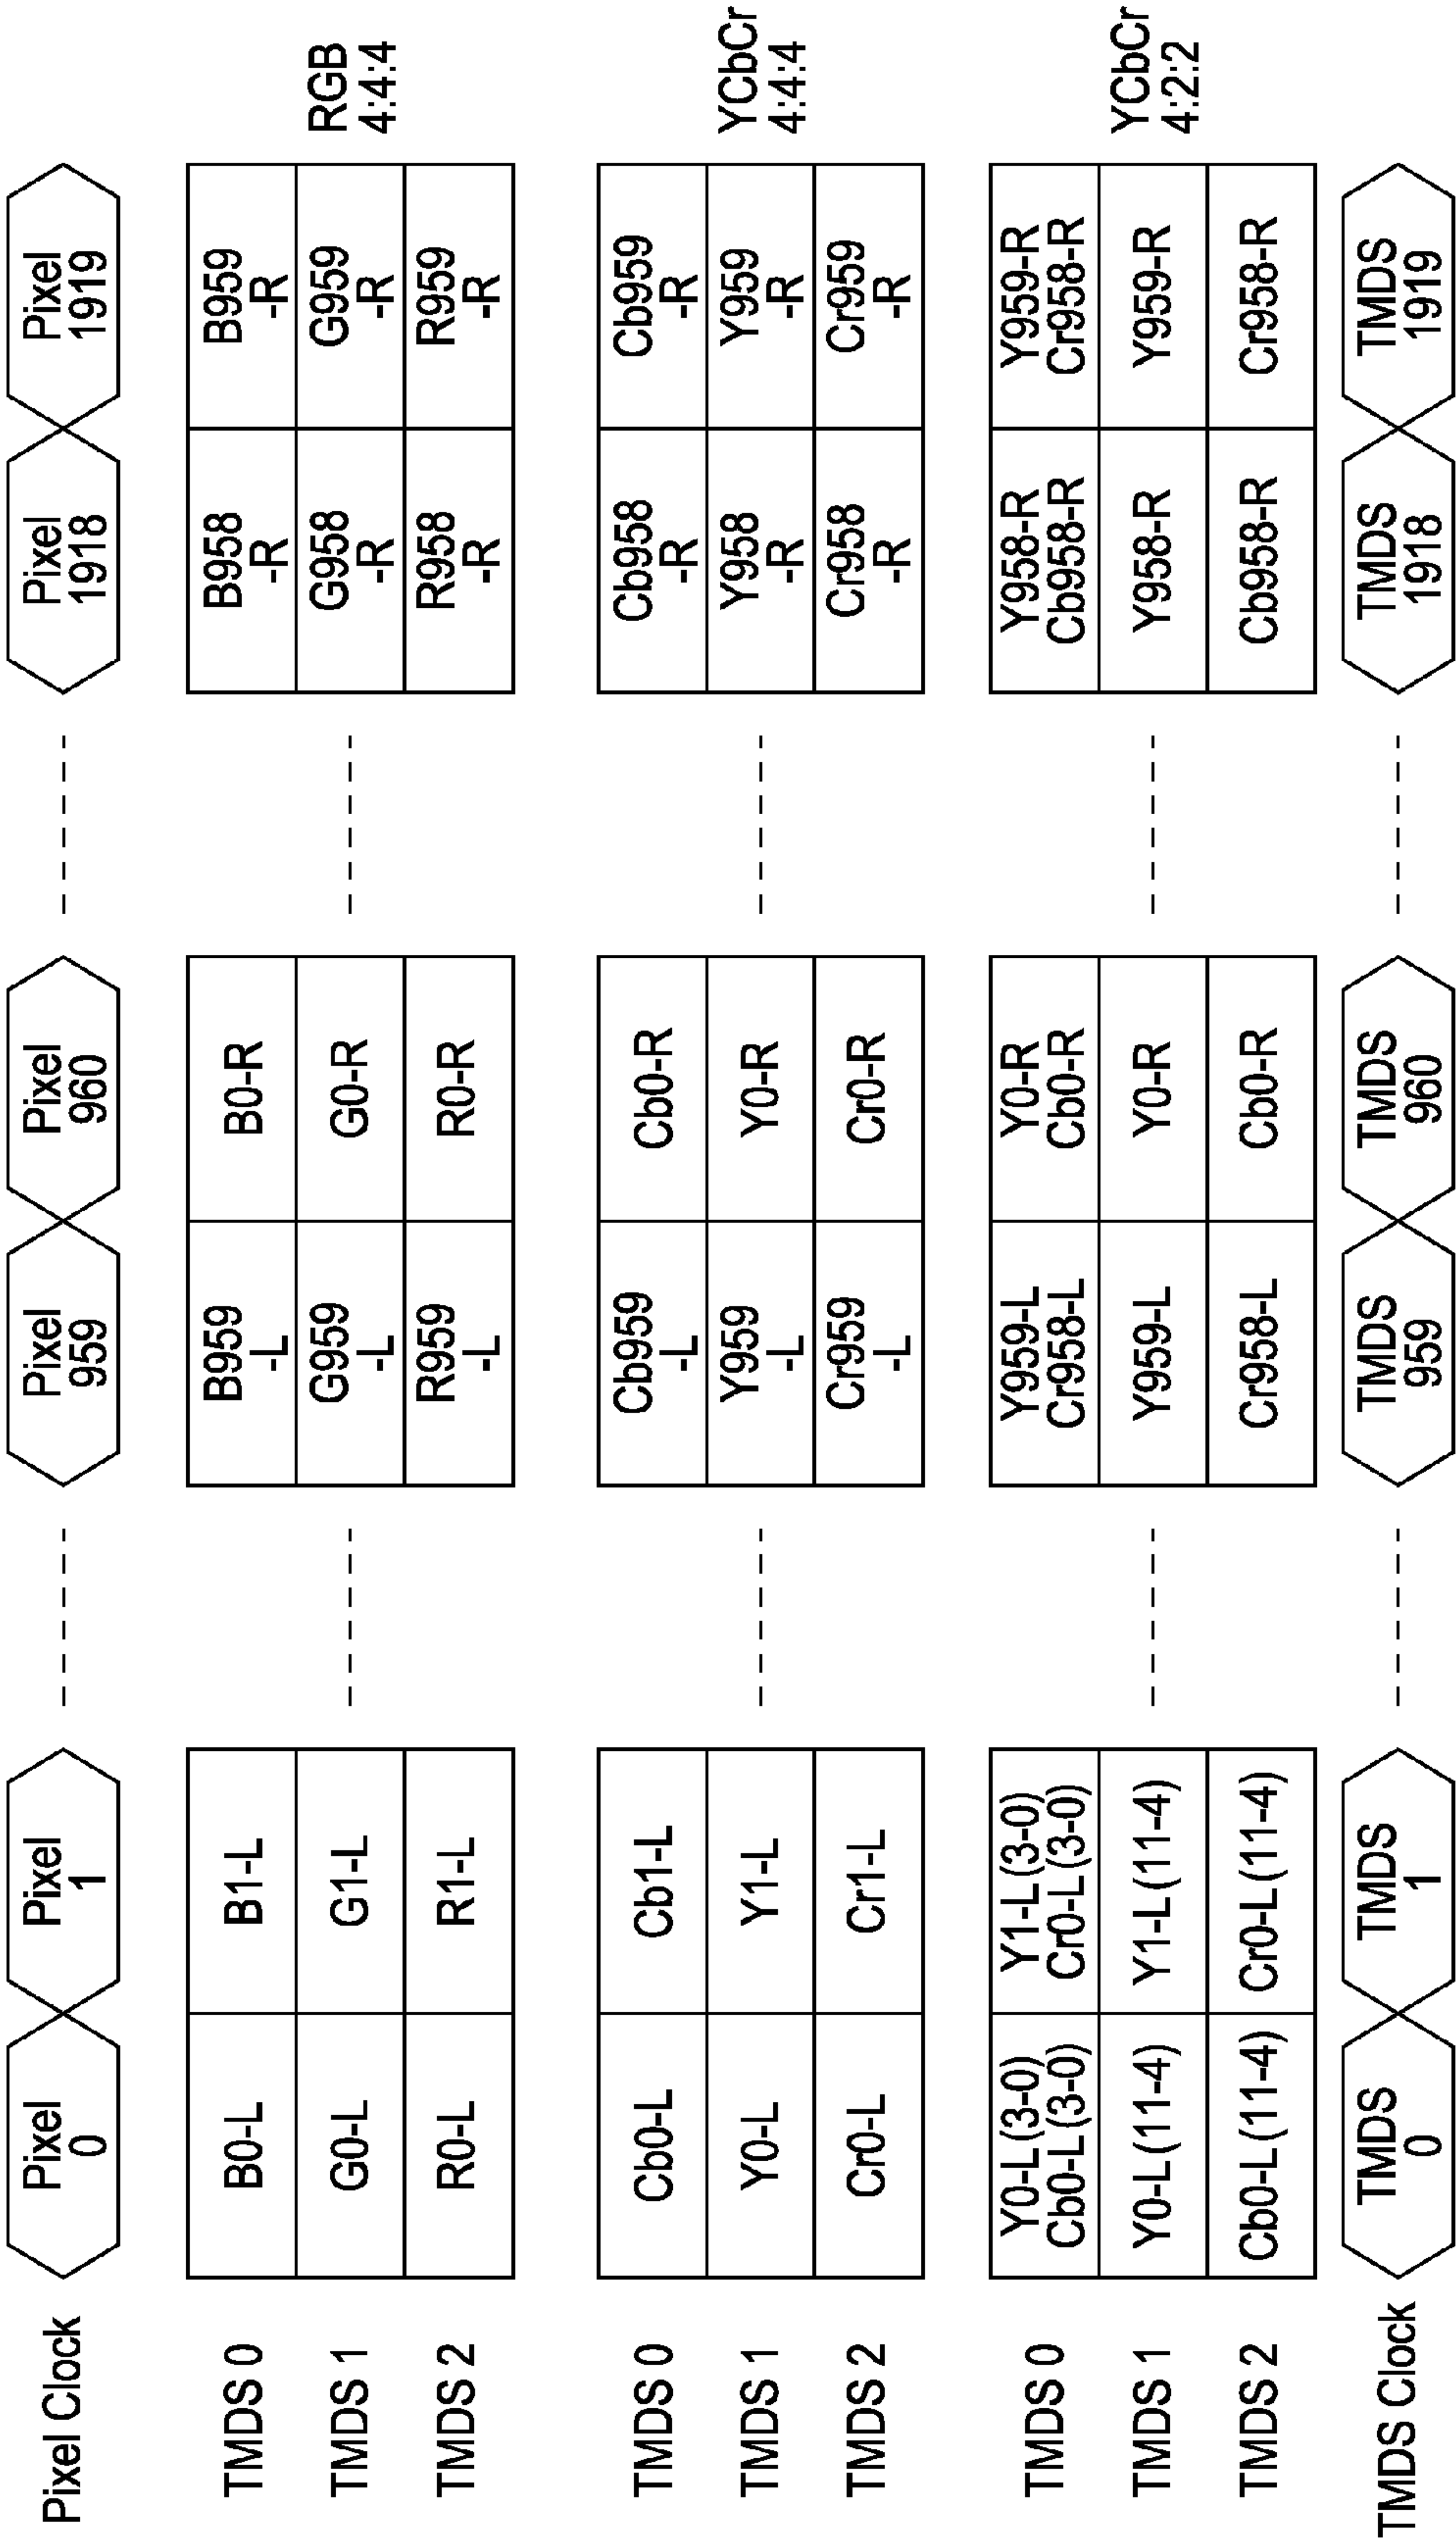 Pixel Clock
Pixel
0
Pixel
1
Pixel
959
Pixel
960
Pixel
1918
Pixel
1919
TMDS 0
B0-L
B1-L
B959
-L
B0-R
B958
-R
B959
-R
TMDS 1
G0-L
G1-L
G959
-L
G0-R
G958
-R
G959
-R
TMDS 2
R0-L
R1-L
R959
-L
R0-R
R958
-R
R959
-R
RGB
4:4:4
TMDS 0
Cb0-L
Cb1-L
Cb959
-L
Cb0-R
Cb958
-R
Cb959
-R
TMDS 1
Y0-L
Y1-L
Y959
-L
Y0-R
Y958
-R
Y959
-R
TMDS 2
Cr0-L
Cr1-L
Cr959
-L
Cr0-R
Cr958
-R
Cr959
-R
YCbCr
4:4:4
TMDS 0
Y0-L(3-0)
Cb0-L(3-0)
Y1-L(3-0)
Cr0-L(3-0)
Y959-L
Cr958-L
Y0-R
Cb0-R
Y958-R
Cb958-R
Y959-R
Cr958-R
TMDS 1
Y0-L(11-4)
Y1-L(11-4)
Y959-L
Y0-R
Y958-R
Y959-R
TMDS 2
Cb0-L(11-4)
Cr0-L(11-4)
Cr958-L
Cb0-R
Cb958-R
Cr958-R
YCbCr
4:2:2
TMDS Clock
TMDS
0
TMDS
1
TMDS
959
TMDS
960
TMDS
1918
TMDS
1919